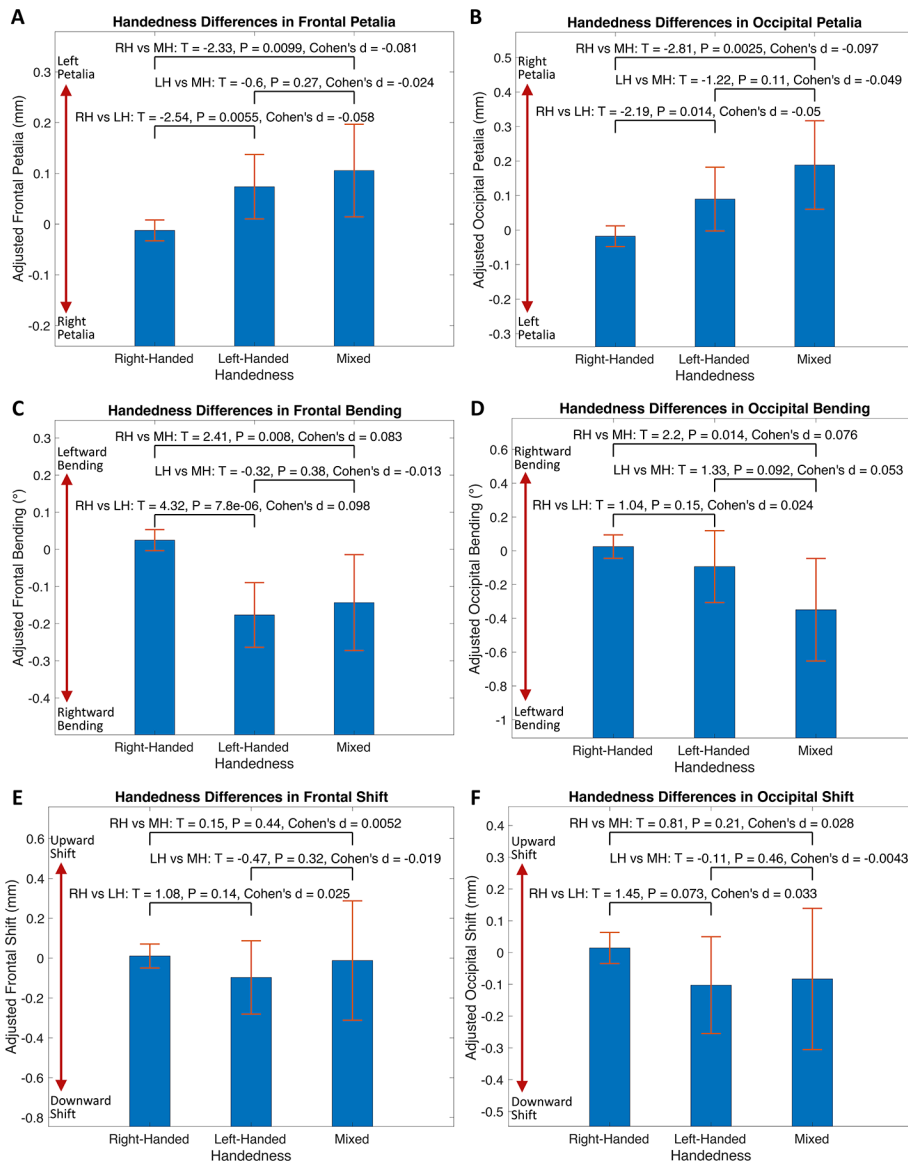 A
Handedness Differences in Frontal Petalia
RH vs MH: T = -2.33, P = 0.0099, Cohen's d = -0.081
LH vs MH: T = -0.6, P = 0.27, Cohen's d = -0.024
RH vs LH: T = -2.54, P = 0.0055, Cohen's d = -0.058
Left
Petalia
Right
Petalia
Adjusted Frontal Petalia (mm)
0.3
0.2
0.1
0
-0.1
-0.2
Right-Handed
Left-Handed
Mixed
Handedness
B
Handedness Differences in Occipital Petalia
RH vs MH: T = -2.81, P = 0.0025, Cohen's d = -0.097
LH vs MH: T = -1.22, P = 0.11, Cohen's d = -0.049
RH vs LH: T = -2.19, P = 0.014, Cohen's d = -0.05
Right
Petalia
Left
Petalia
Adjusted Occipital Petalia (mm)
0.5
0.4
0.3
0.2
0.1
0
-0.1
-0.2
-0.3
Right-Handed
Left-Handed
Mixed
Handedness
C
Handedness Differences in Frontal Bending
RH vs MH: T = 2.41, P = 0.008, Cohen's d = 0.083
LH vs MH: T = -0.32, P = 0.38, Cohen's d = -0.013
RH vs LH: T = 4.32, P = 7.8e-06, Cohen's d = 0.098
Leftward
Bending
Rightward
Bending
Adjusted Frontal Bending (°)
0.3
0.2
0.1
0
-0.1
-0.2
-0.3
-0.4
Right-Handed
Left-Handed
Mixed
Handedness
D
Handedness Differences in Occipital Bending
RH vs MH: T = 2.2, P = 0.014, Cohen's d = 0.076
LH vs MH: T = 1.33, P = 0.092, Cohen's d = 0.053
RH vs LH: T = 1.04, P = 0.15, Cohen's d = 0.024
Rightward
Bending
Leftward
Bending
Adjusted Occipital Bending (°)
0.6
0.4
0.2
0
-0.2
-0.4
-0.6
-0.8
-1
Right-Handed
Left-Handed
Mixed
Handedness
E
Handedness Differences in Frontal Shift
RH vs MH: T = 0.15, P = 0.44, Cohen's d = 0.0052
LH vs MH: T = -0.47, P = 0.32, Cohen's d = -0.019
RH vs LH: T = 1.08, P = 0.14, Cohen's d = 0.025
Upward
Shift
Downward
Shift
Adjusted Frontal Shift (mm)
0.6
0.4
0.2
0
-0.2
-0.4
-0.6
-0.8
Right-Handed
Left-Handed
Mixed
Handedness
F
Handedness Differences in Occipital Shift
RH vs MH: T = 0.81, P = 0.21, Cohen's d = 0.028
LH vs MH: T = -0.11, P = 0.46, Cohen's d = -0.0043
RH vs LH: T = 1.45, P = 0.073, Cohen's d = 0.033
Upward
Shift
Downward
Shift
Adjusted Occipital Shift (mm)
0.4
0.3
0.2
0.1
0
-0.1
-0.2
-0.3
-0.4
-0.5
Right-Handed
Left-Handed
Mixed
Handedness